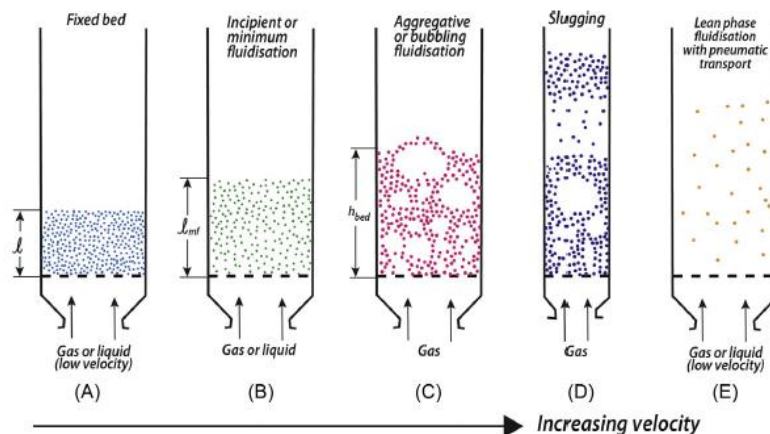 Fixed bed
Incipient or
minimum
fluidisation
Aggregative
or bubbling
fluidisation
Slugging
Lean phase
fluidisation
with pneumatic
transport
ℓ
ℓmf
hbed
Gas or liquid
(low velocity)
Gas or liquid
Gas
Gas
Gas or liquid
(low velocity)
(A)
(B)
(C)
(D)
(E)
Increasing velocity